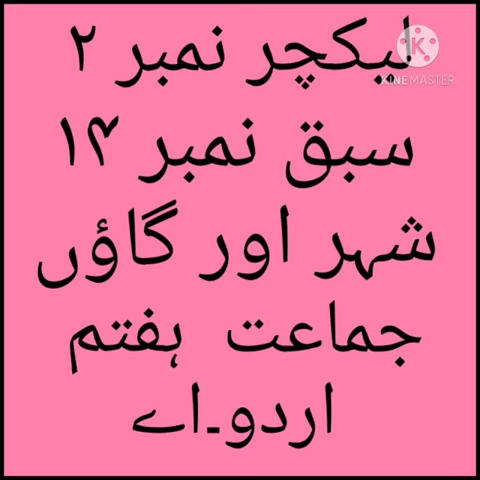 لیکچر نمبر ۲
KINEMASTER
سبق نمبر ۱۴
شہر اور گاؤں
جماعت ہفتم
اردو۔اے